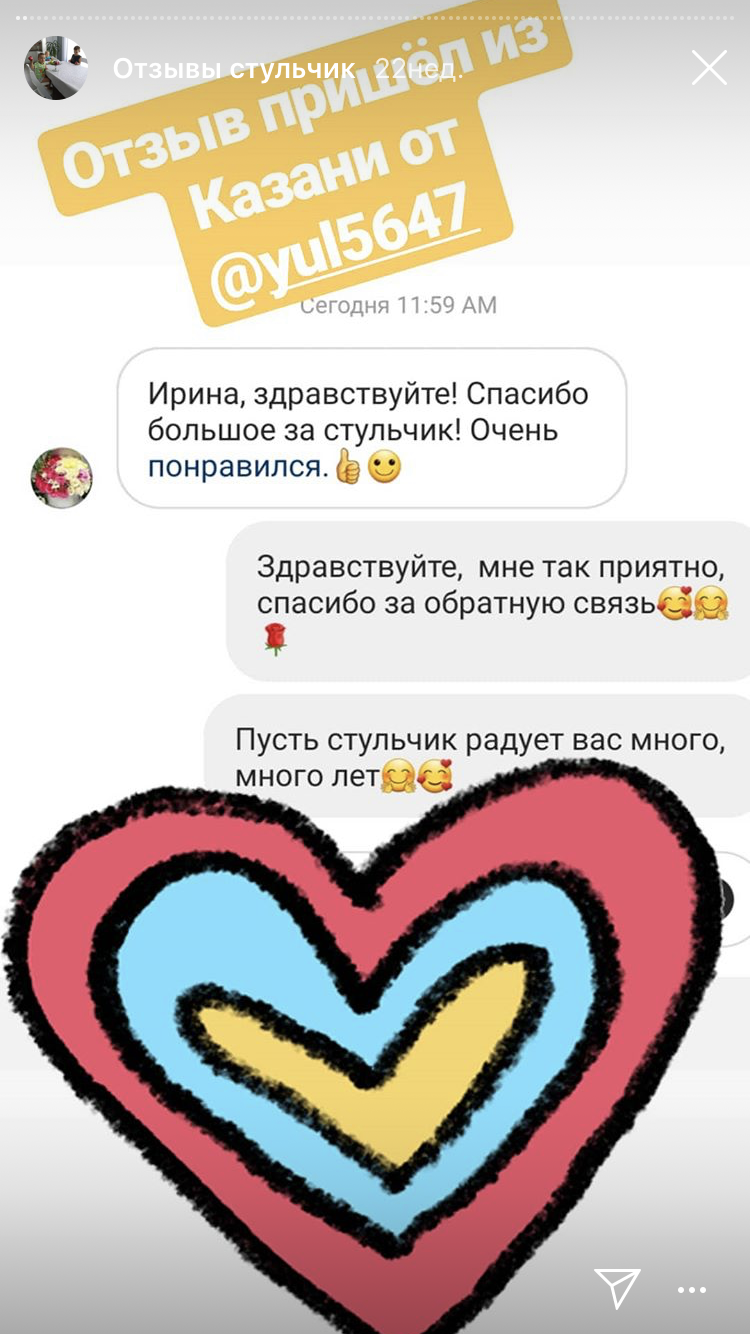 Отзывы стульчик 22нед.
Отзыв пришёл из
Казани от
@yul5647
Сегодня 11:59 AM
Ирина, здравствуйте! Спасибо
большое за стульчик! Очень
понравился.👍🙂
Здравствуйте,  мне так приятно,
спасибо за обратную связь🥰🤗
🌹
Пусть стульчик радует вас много,
много лет🤗🥰